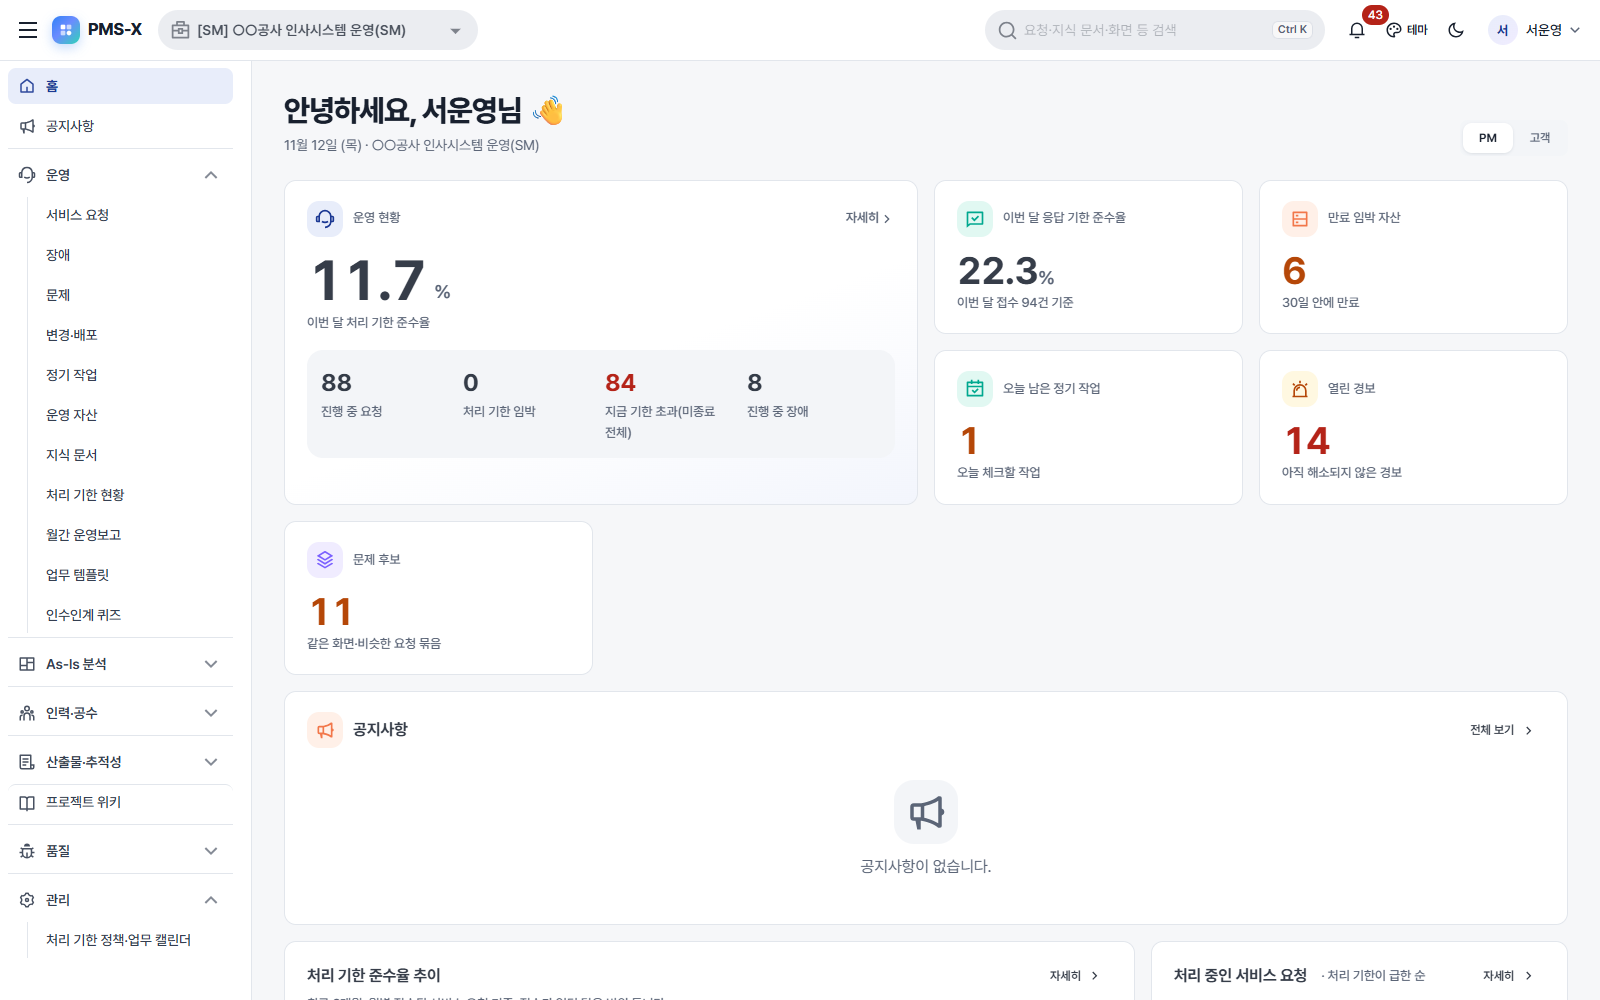 PMS-X
[SM] 〇〇공사 인사시스템 운영(SM)
요청·지식 문서·화면 등 검색
Ctrl K
43
테마
서
서운영
홈
공지사항
운영
서비스 요청
장애
문제
변경·배포
정기 작업
운영 자산
지식 문서
처리 기한 현황
월간 운영보고
업무 템플릿
인수인계 퀴즈
As-Is 분석
인력·공수
산출물·추적성
프로젝트 위키
품질
관리
처리 기한 정책·업무 캘린더
안녕하세요, 서운영님 👋
11월 12일 (목) · 〇〇공사 인사시스템 운영(SM)
PM
고객
운영 현황
자세히
11.7 %
이번 달 처리 기한 준수율
88
진행 중 요청
0
처리 기한 임박
84
지금 기한 초과(미종료
전체)
8
진행 중 장애
이번 달 응답 기한 준수율
22.3%
이번 달 접수 94건 기준
만료 임박 자산
6
30일 안에 만료
오늘 남은 정기 작업
1
오늘 체크할 작업
열린 경보
14
아직 해소되지 않은 경보
문제 후보
11
같은 화면·비슷한 요청 묶음
공지사항
전체 보기
공지사항이 없습니다.
처리 기한 준수율 추이
자세히
처리 중인 서비스 요청 · 처리 기한이 급한 순
자세히